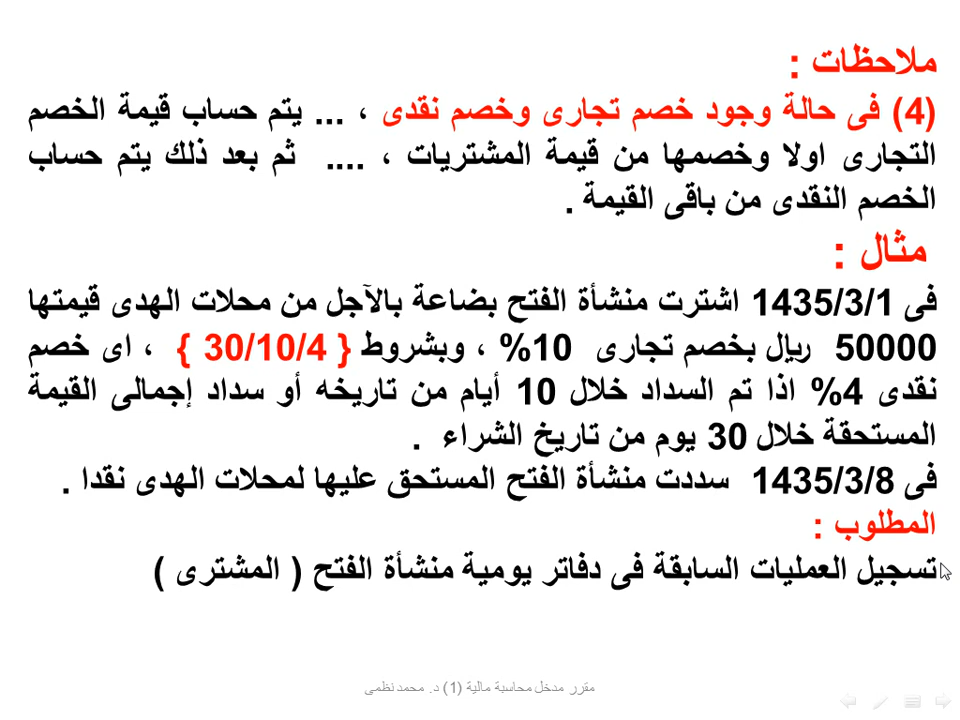 ملاحظات :
(4) فى حالة وجود خصم تجارى وخصم نقدى ، ... يتم حساب قيمة الخصم
التجارى اولا وخصمها من قيمة المشتريات ، .... ثم بعد ذلك يتم حساب
الخصم النقدى من باقى القيمة .
مثال :
فى 1435/3/1 اشترت منشأة الفتح بضاعة بالآجل من محلات الهدى قيمتها
50000 ريال بخصم تجارى 10% ، وبشروط { 30/10/4 } ، اى خصم
نقدى 4% اذا تم السداد خلال 10 أيام من تاريخه أو سداد إجمالى القيمة
المستحقة خلال 30 يوم من تاريخ الشراء .
فى 1435/3/8 سددت منشأة الفتح المستحق عليها لمحلات الهدى نقدا .
المطلوب :
تسجيل العمليات السابقة فى دفاتر يومية منشأة الفتح ( المشترى )
مقرر مدخل محاسبة مالية (1) د. محمد نظمى